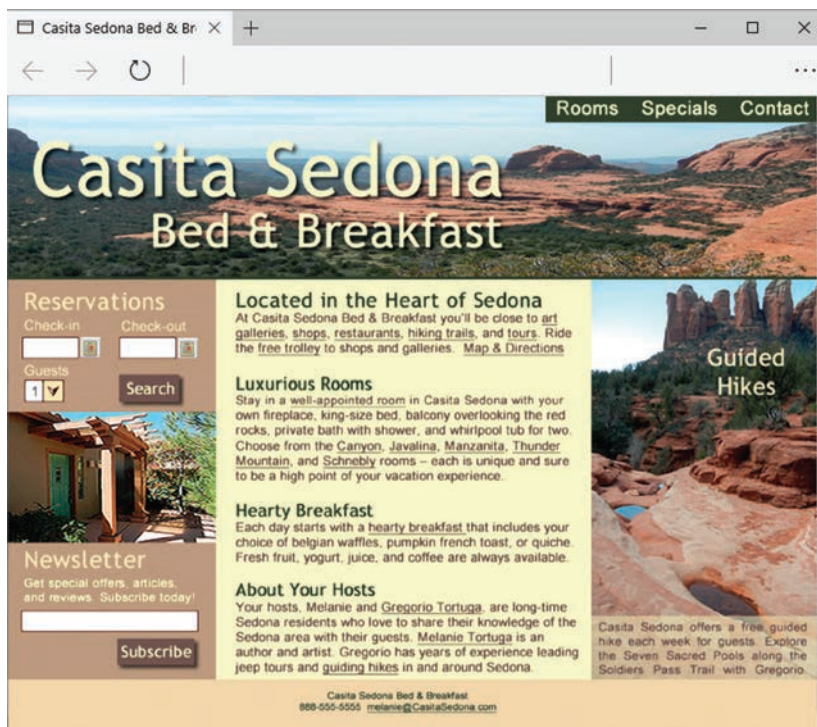 Casita Sedona Bed & Br
Rooms Specials Contact
Casita Sedona
Bed & Breakfast
Reservations
Check-in Check-out
Guests
1
Search
Newsletter
Get special offers, articles,
and reviews. Subscribe today!
Subscribe
Located in the Heart of Sedona
At Casita Sedona Bed & Breakfast you'll be close to art
galleries, shops, restaurants, hiking trails, and tours. Ride
the free trolley to shops and galleries. Map & Directions
Luxurious Rooms
Stay in a well-appointed room in Casita Sedona with your
own fireplace, king-size bed, balcony overlooking the red
rocks, private bath with shower, and whirlpool tub for two.
Choose from the Canyon, Javalina, Manzanita, Thunder
Mountain, and Schnebly rooms – each is unique and sure
to be a high point of your vacation experience.
Hearty Breakfast
Each day starts with a hearty breakfast that includes your
choice of belgian waffles, pumpkin french toast, or quiche.
Fresh fruit, yogurt, juice, and coffee are always available.
About Your Hosts
Your hosts, Melanie and Gregorio Tortuga, are long-time
Sedona residents who love to share their knowledge of the
Sedona area with their guests. Melanie Tortuga is an
author and artist. Gregorio has years of experience leading
jeep tours and guiding hikes in and around Sedona.
Guided
Hikes
Casita Sedona offers a free guided
hike each week for guests. Explore
the Seven Sacred Pools along the
Soldiers Pass Trail with Gregorio.
Casita Sedona Bed & Breakfast
888-555-5555 melanie@CasitaSedona.com